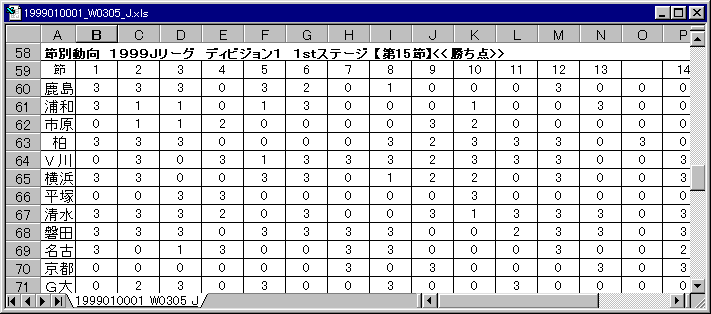 1999010001_W0305_J.xls
A B C D E F G H I J K L M N O P
58 節別動向 1999Jリーグ ディビジョン1 1stステージ【第15節】<<勝ち点>>
59 節 1 2 3 4 5 6 7 8 9 10 11 12 13 14
60 鹿島 3 3 3 0 3 2 0 1 0 0 0 3 0 0 0
61 浦和 3 1 1 0 1 3 0 0 0 1 0 0 3 0 0
62 市原 0 1 1 2 0 0 0 0 3 2 0 0 0 0 0
63 柏 3 3 3 0 0 0 0 3 2 3 3 3 0 3 0
64 V川 0 3 0 3 1 3 3 3 2 3 3 3 0 0 3
65 横浜 3 3 0 0 3 3 3 1 2 2 0 3 0 0 3
66 平塚 0 0 3 3 0 0 0 0 0 3 0 0 0 0 0
67 清水 3 3 3 2 0 3 0 0 3 1 3 3 3 0 3
68 磐田 3 3 3 3 3 3 3 3 0 0 2 3 3 0 3
69 名古 3 0 1 3 3 0 0 3 0 0 0 3 0 0 2
70 京都 0 0 0 0 0 0 3 0 3 0 0 0 3 0 3
71 G大 0 2 3 0 3 0 0 3 0 0 3 0 0 0 3
1999010001_W0305_J